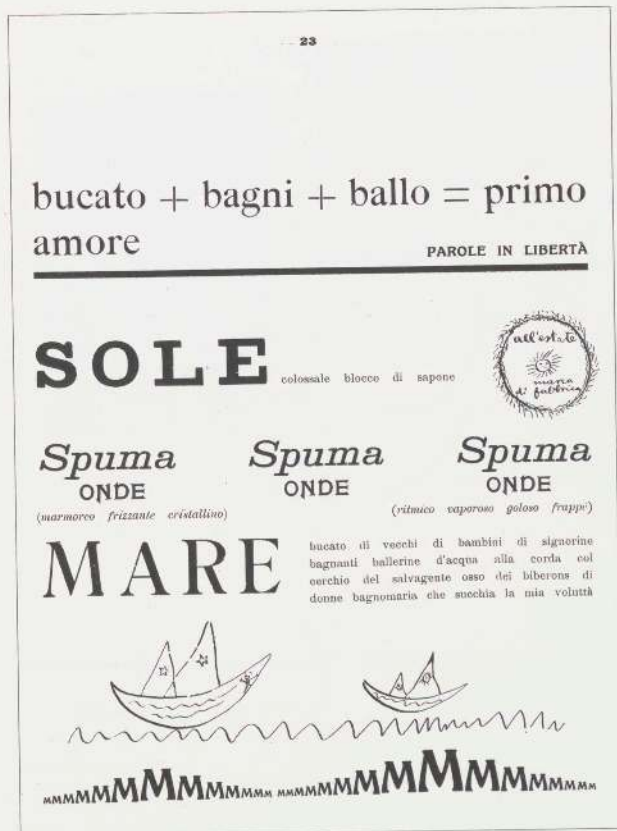 23
bucato + bagni + ballo = primo
amore
PAROLE IN LIBERTÀ
SOLE colossale blocco di sapone
all'estate
marca
di fabbrica
Spuma Spuma Spuma
ONDE ONDE ONDE
(marmoreo frizzante cristallino) (ritmico vaporoso goloso frappè)
MARE
bucato di vecchi di bambini di signorine
bagnanti ballerine d'acqua alla corda col
cerchio del salvagente osso dei biberons di
donne bagnomaria che succhia la mia voluttà
MMMMMMMMMMMMMMM MMMMMMMMMMMMMMMMMMM